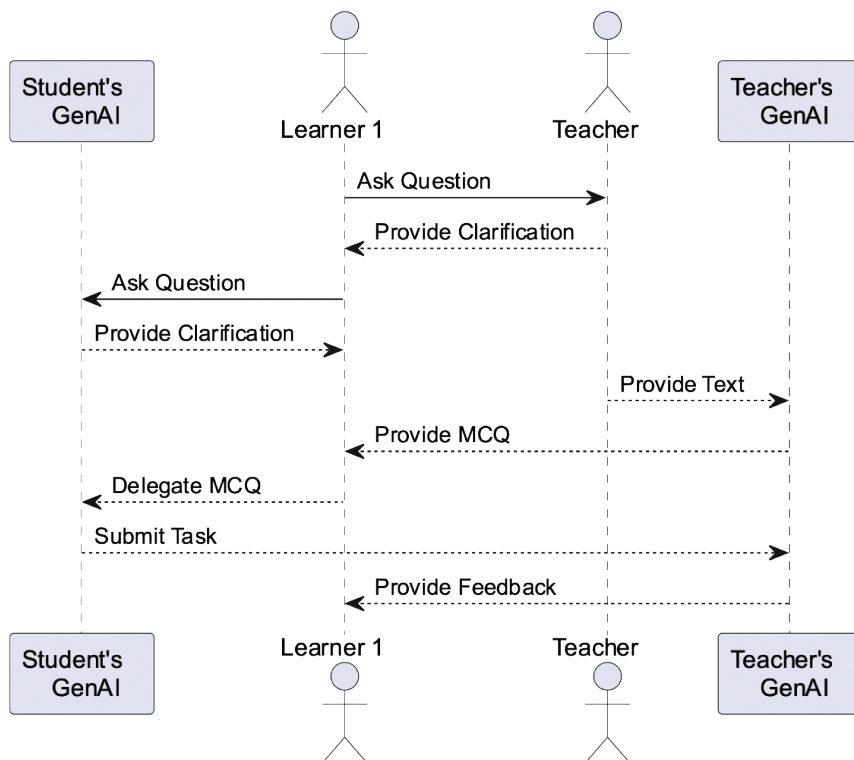 Student's
GenAI
Learner 1
Teacher
Teacher's
GenAI
Ask Question
Provide Clarification
Ask Question
Provide Clarification
Provide Text
Provide MCQ
Delegate MCQ
Submit Task
Provide Feedback
Student's
GenAI
Learner 1
Teacher
Teacher's
GenAI